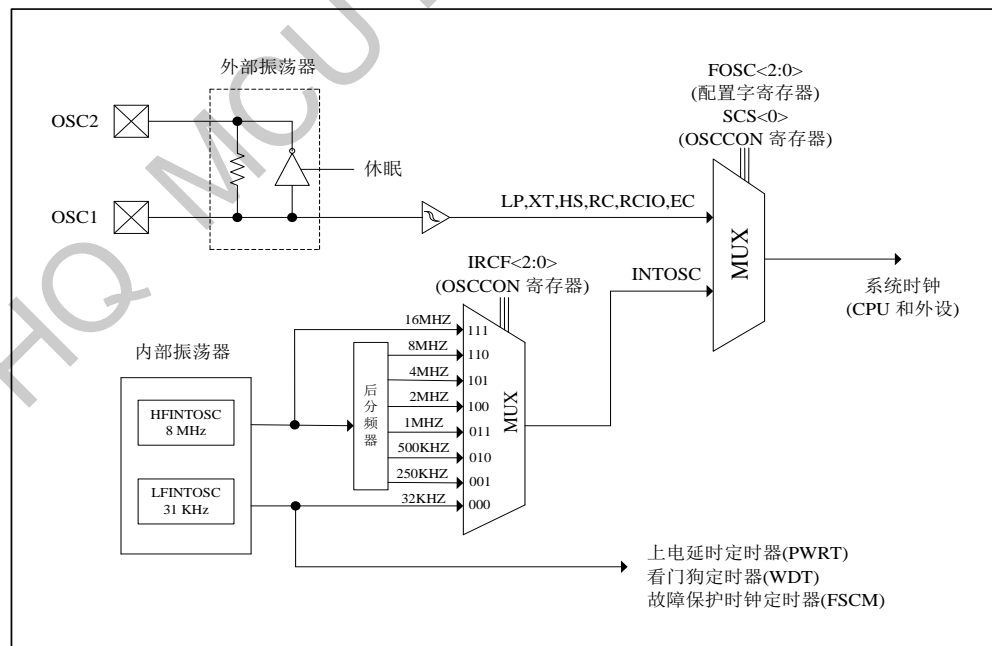 HQ MCU
外部振荡器
OSC2
OSC1
休眠
FOSC<2:0>
(配置字寄存器)
SCS<0>
(OSCCON 寄存器)
LP,XT,HS,RC,RCIO,EC
MUX
INTOSC
系统时钟
(CPU 和外设)
IRCF<2:0>
(OSCCON 寄存器)
内部振荡器
HFINTOSC
8 MHz
LFINTOSC
31 KHz
后分频器
16MHZ 111
8MHZ 110
4MHZ 101
2MHZ 100
1MHZ 011
500KHZ 010
250KHZ 001
32KHZ 000
MUX
上电延时定时器(PWRT)
看门狗定时器(WDT)
故障保护时钟定时器(FSCM)